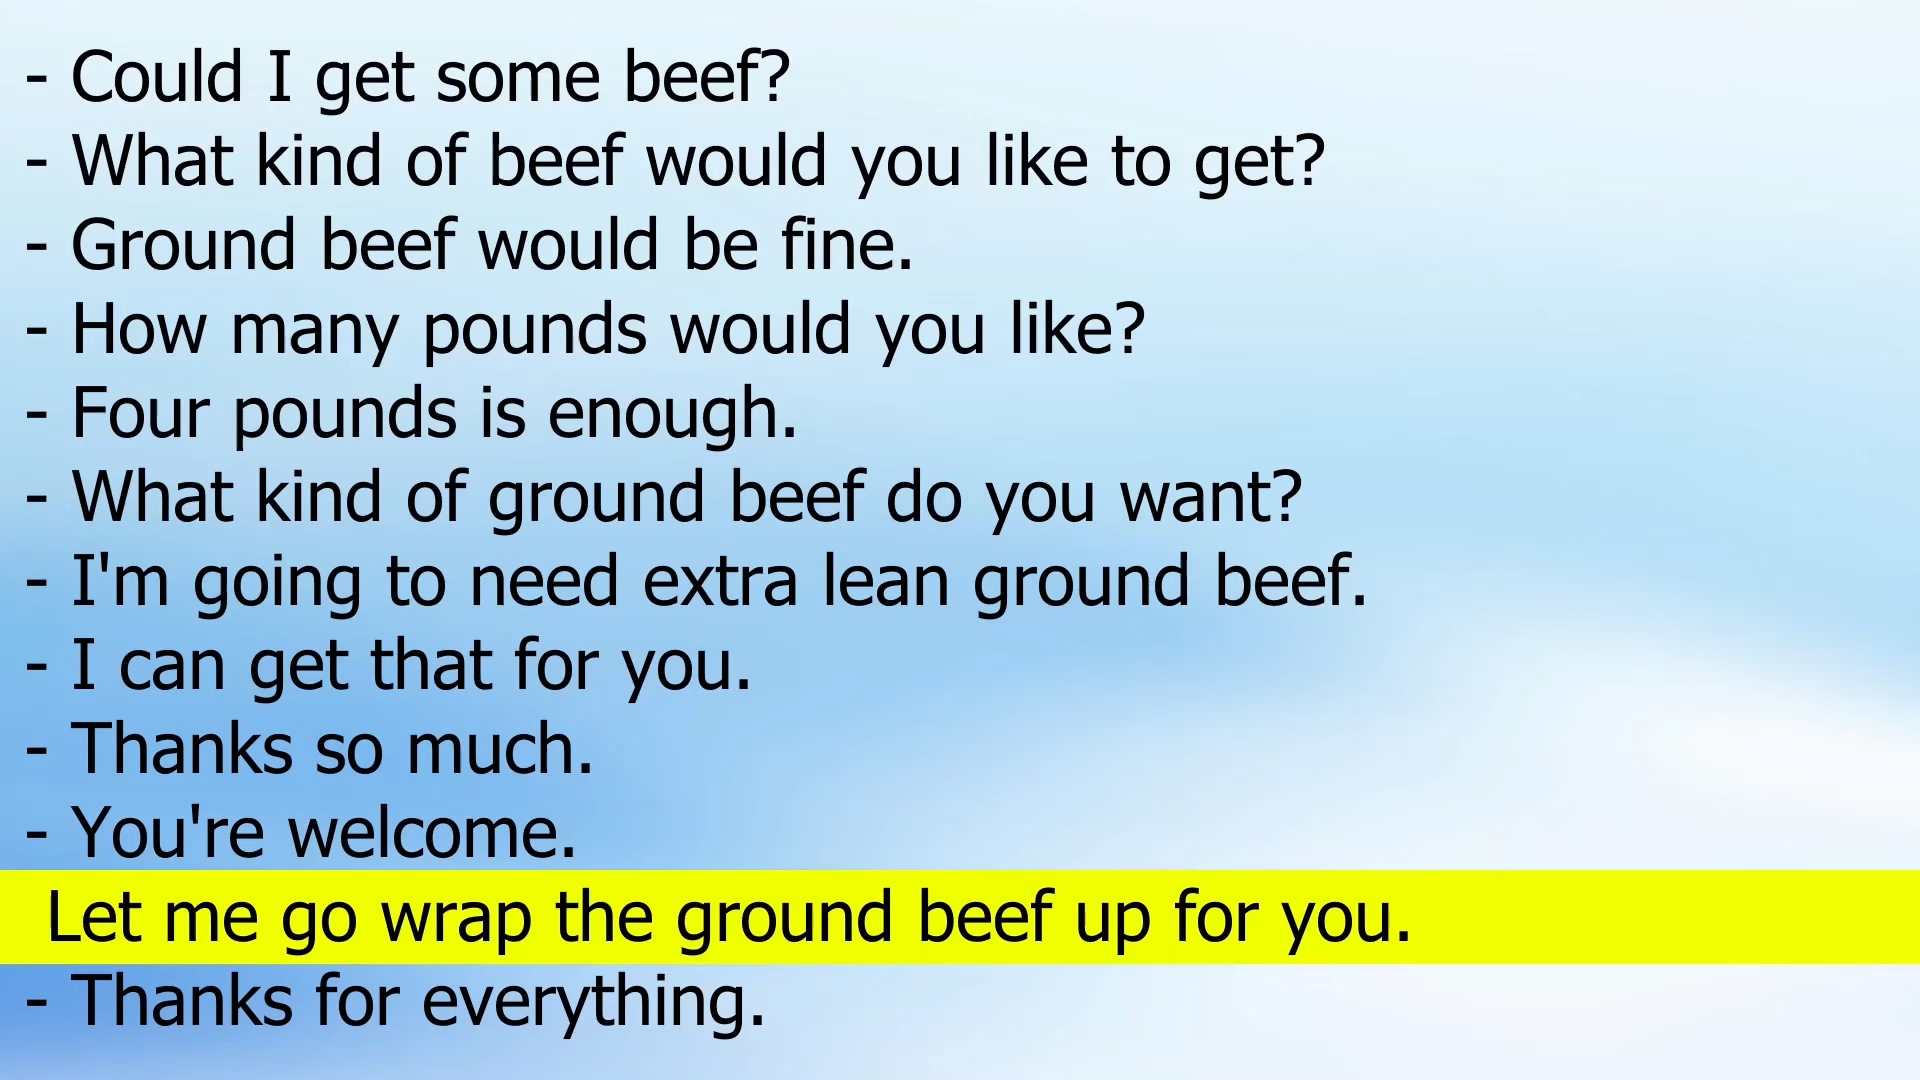 - Could I get some beef?
- What kind of beef would you like to get?
- Ground beef would be fine.
- How many pounds would you like?
- Four pounds is enough.
- What kind of ground beef do you want?
- I'm going to need extra lean ground beef.
- I can get that for you.
- Thanks so much.
- You're welcome.
Let me go wrap the ground beef up for you.
- Thanks for everything.